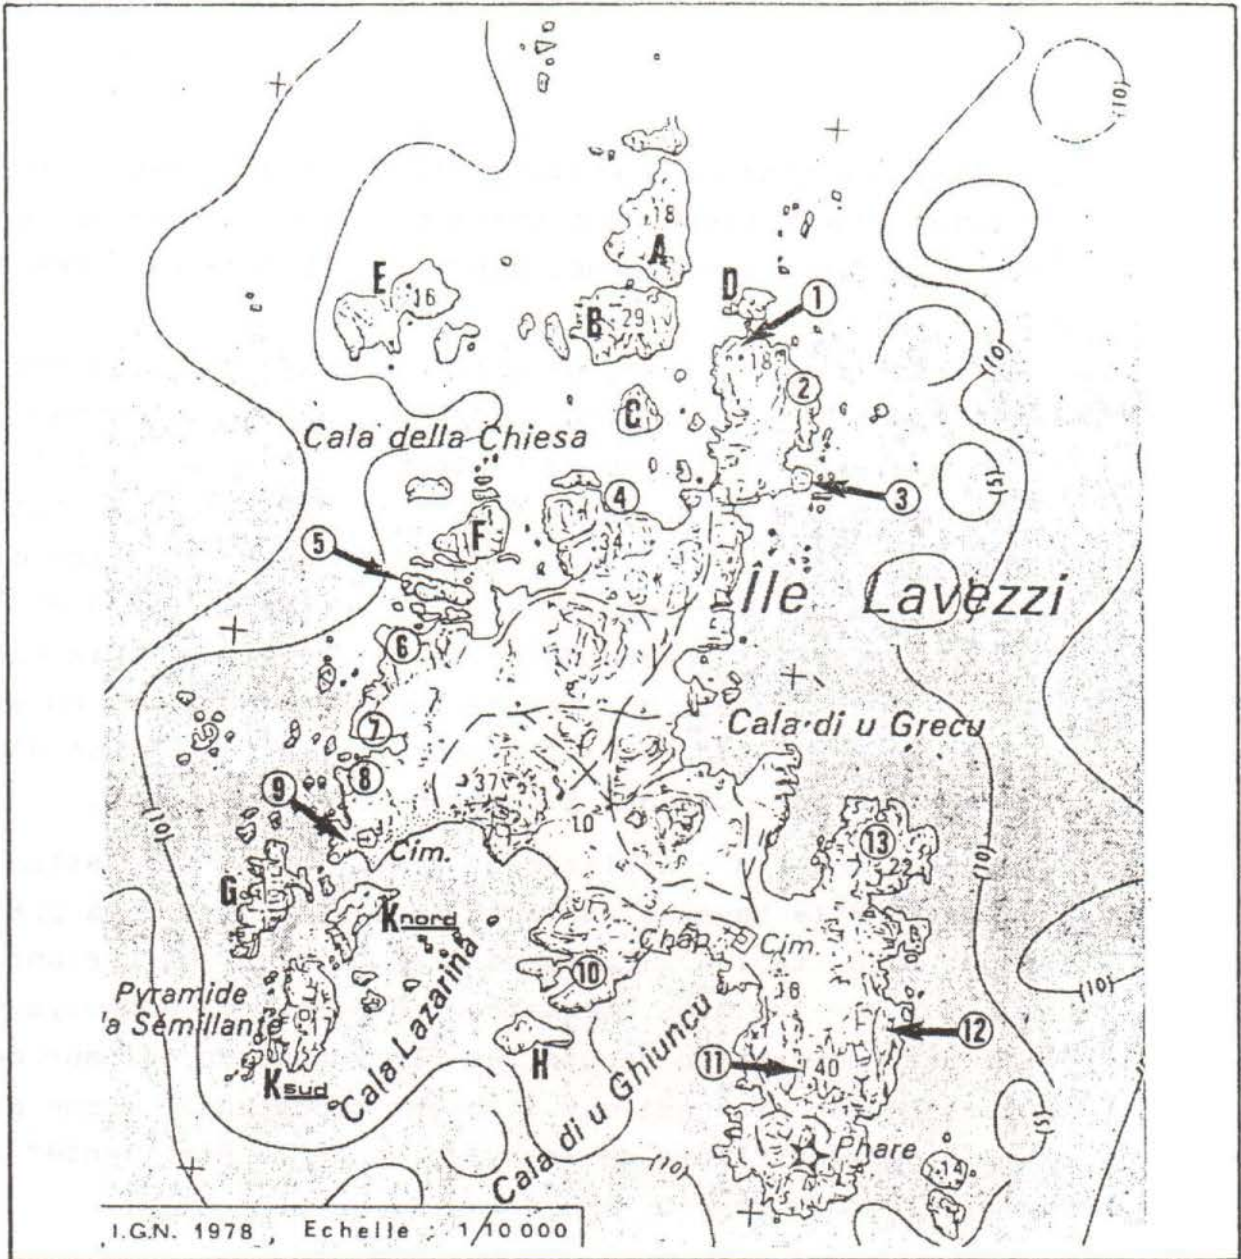 (10)
18
A
E
16
D
1
B
29
18
2
(10)
C
Cala della Chiesa
4
3
(5)
F
34
5
Île Lavezzi
6
7
Cala di u Grecu
8
37
9
10
Cim.
13
22
(10)
(10)
G
K nord
Chap.
Cim.
10
Pyramide
la Semillante
16
12
11
40
H
K sud
Cala Lazarina
Cala di u Ghiuncu
(5)
Phare
(10)
14
I.G.N. 1978, Echelle : 1/10 000